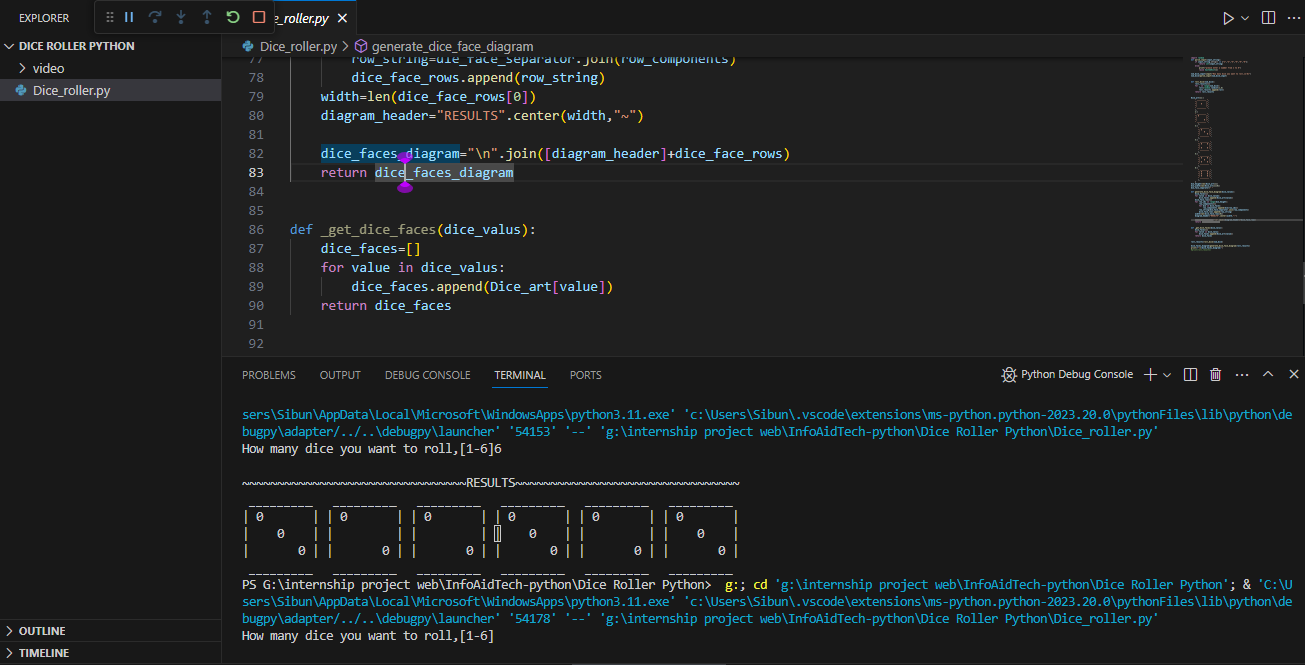 EXPLORER
e_roller.py
DICE ROLLER PYTHON
video
Dice_roller.py
Dice_roller.py > generate_dice_face_diagram
77 row_string=die_face_separator.join(row_components)
78 dice_face_rows.append(row_string)
79 width=len(dice_face_rows[0])
80 diagram_header="RESULTS".center(width,"~")
81
82 dice_faces_diagram="\n".join([diagram_header]+dice_face_rows)
83 return dice_faces_diagram
84
85
86 def _get_dice_faces(dice_valus):
87 dice_faces=[]
88 for value in dice_valus:
89 dice_faces.append(Dice_art[value])
90 return dice_faces
91
92
PROBLEMS OUTPUT DEBUG CONSOLE TERMINAL PORTS Python Debug Console
sers\Sibun\AppData\Local\Microsoft\WindowsApps\python3.11.exe' 'c:\Users\Sibun\.vscode\extensions\ms-python.python-2023.20.0\pythonFiles\lib\python\de
bugpy\adapter/../..\debugpy\launcher' '54153' '--' 'g:\internship project web\InfoAidTech-python\Dice Roller Python\Dice_roller.py'
How many dice you want to roll,[1-6]6
~~~~~~~~~~~~~~~~~~~~~~~~~~~~~~~~RESULTS~~~~~~~~~~~~~~~~~~~~~~~~~~~~~~~~
 _________   _________   _________   _________   _________   _________
| 0       | | 0       | | 0       | | 0       | | 0       | | 0       |
|    0    | |         | |         | |    0    | |         | |    0    |
|       0 | |       0 | |       0 | |       0 | |       0 | |       0 |
 _________   _________   _________   _________   _________   _________
PS G:\internship project web\InfoAidTech-python\Dice Roller Python>  g:; cd 'g:\internship project web\InfoAidTech-python\Dice Roller Python'; & 'C:\U
sers\Sibun\AppData\Local\Microsoft\WindowsApps\python3.11.exe' 'c:\Users\Sibun\.vscode\extensions\ms-python.python-2023.20.0\pythonFiles\lib\python\de
bugpy\adapter/../..\debugpy\launcher' '54178' '--' 'g:\internship project web\InfoAidTech-python\Dice Roller Python\Dice_roller.py'
How many dice you want to roll,[1-6]
OUTLINE
TIMELINE